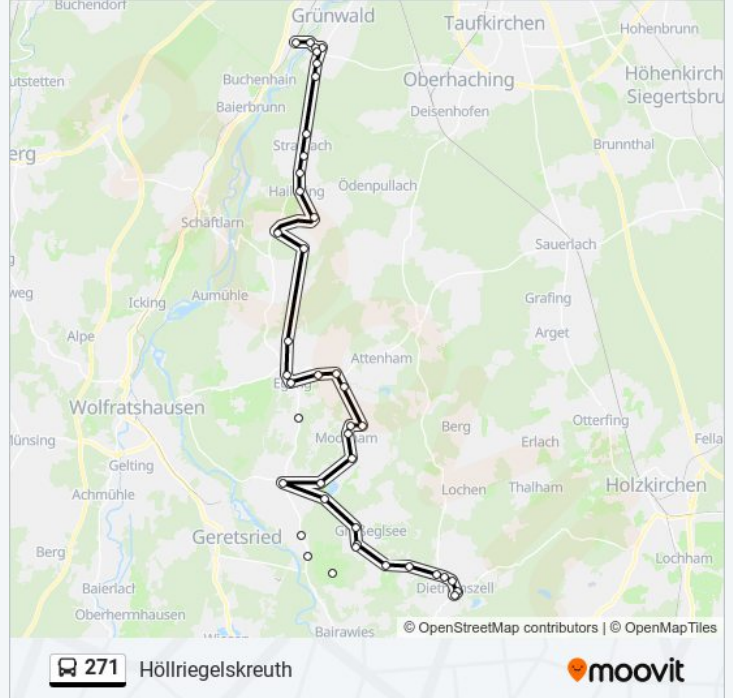 Buchendorf
Grünwald
Taufkirchen
Hohenbrunn
utstetten
Buchenhain
Oberhaching
Höhenkirch
Siegertsbru
Baierbrunn
Deisenhofen
erg
Brunnthal
Ödenpullach
Schäftlarn
Sauerlach
weg
Icking
Aumühle
Grafing
Alpe
Arget
Attenham
Wolfratshausen
Otterfing
Münsing
Berg
Erlach
Fella
Gelting
Achmühle
Lochen
Thalham
Holzkirchen
Geretsried
Berg
Lochham
Baierlach
Obermhausen
Bairawies
© OpenStreetMap contributors | © OpenMapTiles
271
Höllriegelskreuth
moovit